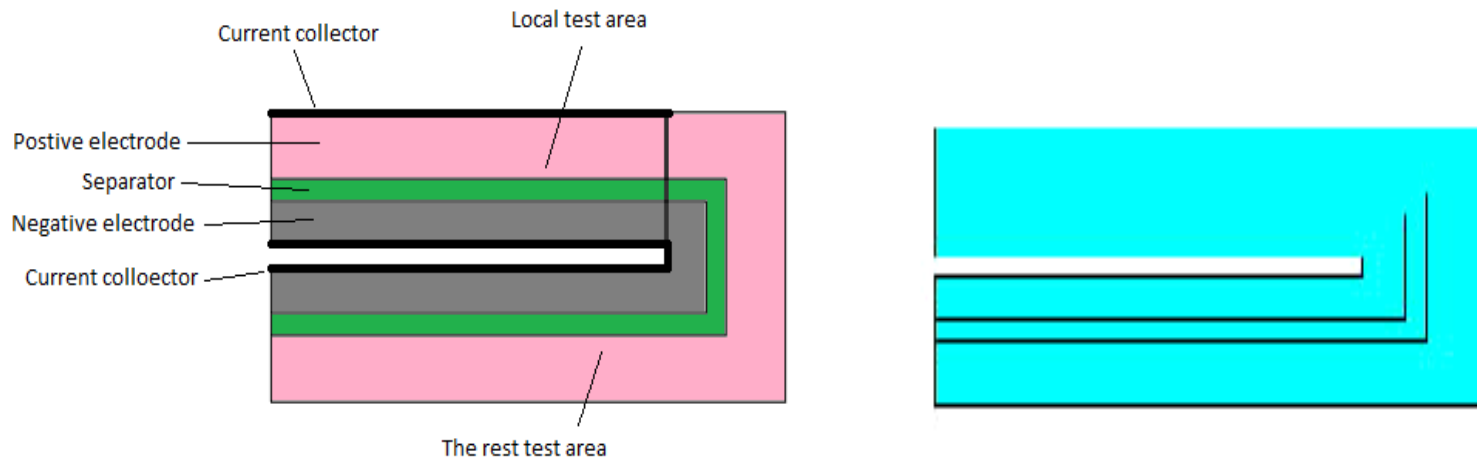 Local test area
Current collector
Postive electrode
Separator
Negative electrode
Current colloector
The rest test area